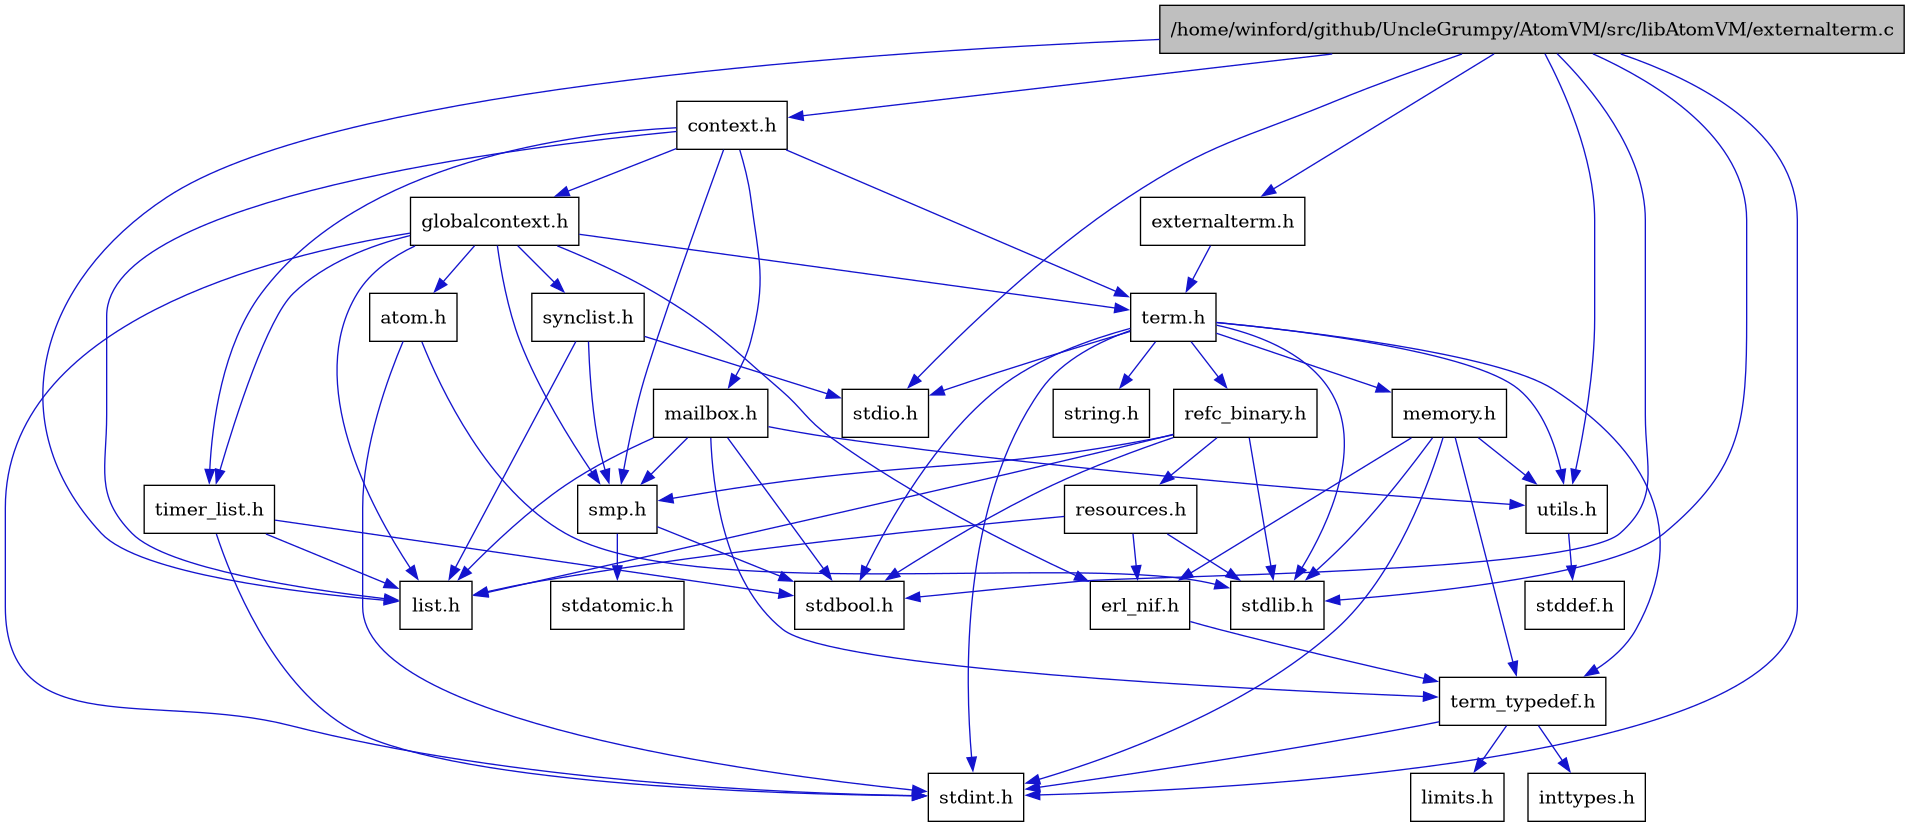 /home/winford/github/UncleGrumpy/AtomVM/src/libAtomVM/externalterm.c
context.h
globalcontext.h
externalterm.h
atom.h
synclist.h
term.h
mailbox.h
stdio.h
string.h
refc_binary.h
memory.h
timer_list.h
smp.h
resources.h
utils.h
list.h
stdatomic.h
stdbool.h
erl_nif.h
stdlib.h
stddef.h
term_typedef.h
stdint.h
limits.h
inttypes.h